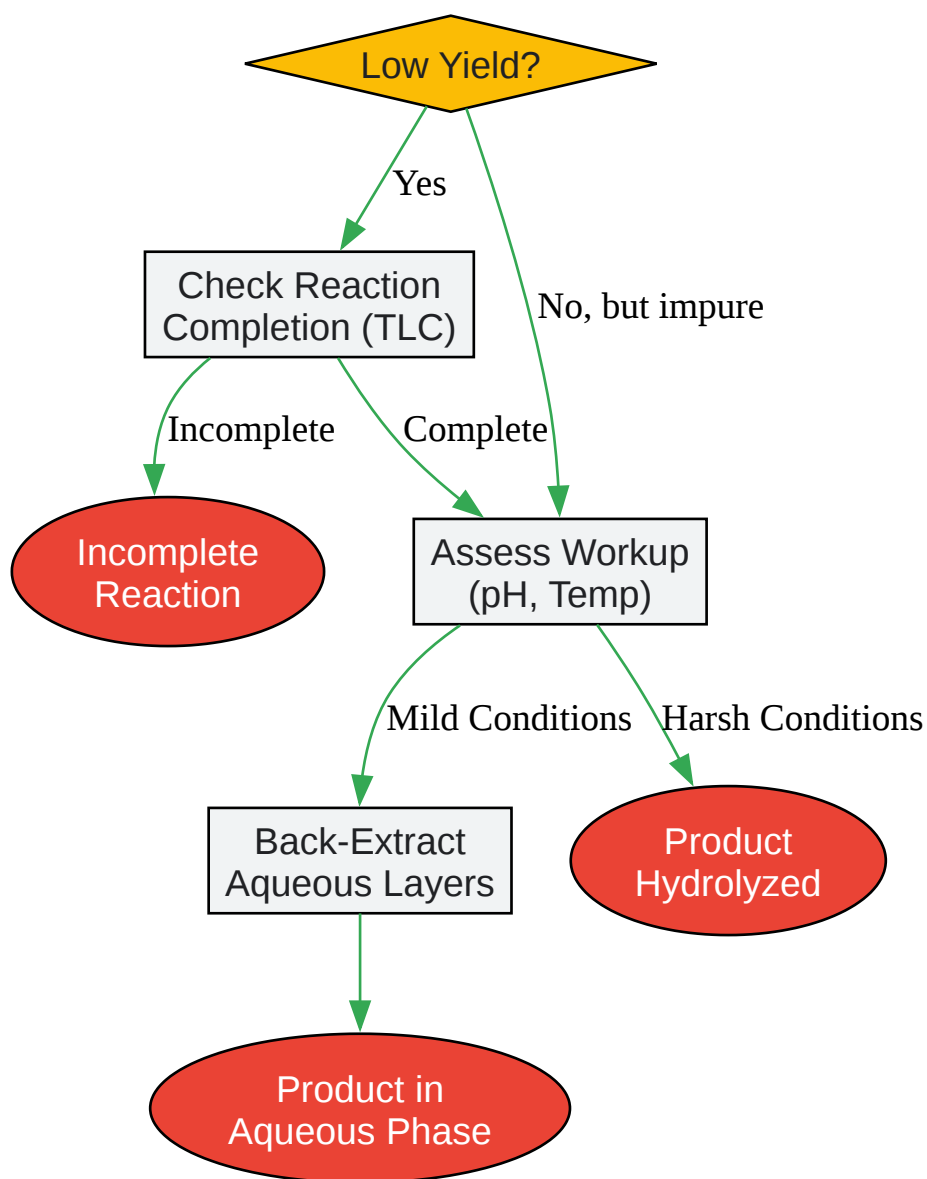 Low Yield?
Yes
Check Reaction
Completion (TLC)
No, but impure
Incomplete
Complete
Incomplete
Reaction
Assess Workup
(pH, Temp)
Mild Conditions
Harsh Conditions
Back-Extract
Aqueous Layers
Product
Hydrolyzed
Product in
Aqueous Phase